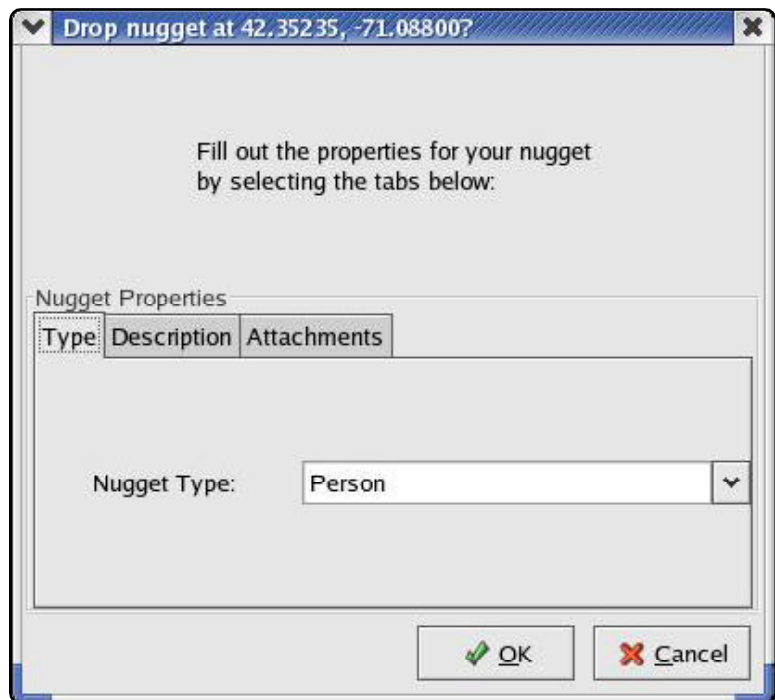 Drop nugget at 42.35235, -71.08800?
Fill out the properties for your nugget
by selecting the tabs below:
Nugget Properties
Type Description Attachments
Nugget Type: Person
OK Cancel